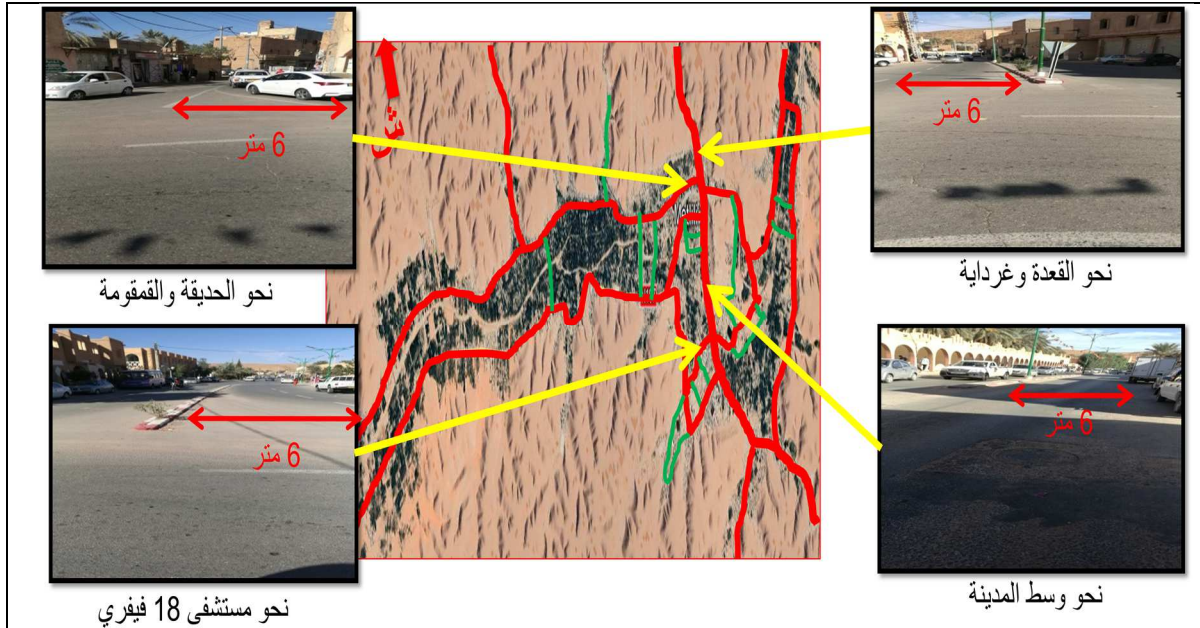 6 متر
نحو القعدة وغرداية
ش
6 متر
نحو الحديقة والقمقومة
6 متر
نحو وسط المدينة
6 متر
نحو مستشفى 18 فيفري